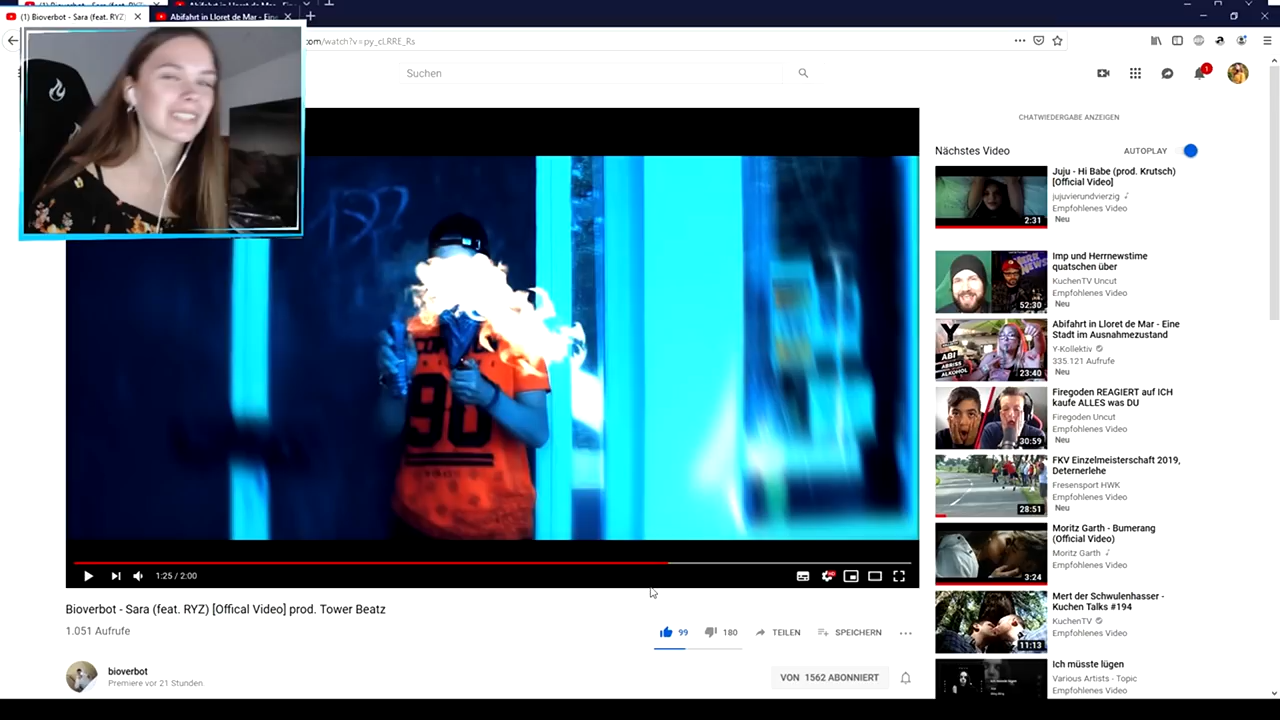 (1) Bioverbot - Sara (feat. RYZ)
Abifahrt in Lloret de Mar - Eine
.com/watch?v=py_cLRRE_Rs
Suchen
1
CHATWIEDERGABE ANZEIGEN
Nächstes Video
AUTOPLAY
Juju - Hi Babe (prod. Krutsch)
[Official Video]
jujuvierundvierzig
Empfohlenes Video
Neu
2:31
Imp und Herrnewstime
quatschen über
KuchenTV Uncut
Empfohlenes Video
Neu
52:30
Abifahrt in Lloret de Mar - Eine
Stadt im Ausnahmezustand
Y-Kollektiv
335.121 Aufrufe
Neu
Y
ABI
ABRISS
ALKOHOL
23:40
Firegoden REAGIERT auf ICH
kaufe ALLES was DU
Firegoden Uncut
Empfohlenes Video
Neu
30:59
FKV Einzelmeisterschaft 2019,
Deternerlehe
Fresensport HWK
Empfohlenes Video
Neu
28:51
Moritz Garth - Bumerang
(Official Video)
Moritz Garth
Empfohlenes Video
3:24
Mert der Schwulenhasser -
Kuchen Talks #194
KuchenTV
Empfohlenes Video
11:13
Ich müsste lügen
Various Artists - Topic
Empfohlenes Video
90
1:25 / 2:00
HD
Bioverbot - Sara (feat. RYZ) [Offical Video] prod. Tower Beatz
1.051 Aufrufe
99
180
TEILEN
SPEICHERN
bioverbot
Premiere vor 21 Stunden
VON 1562 ABONNIERT